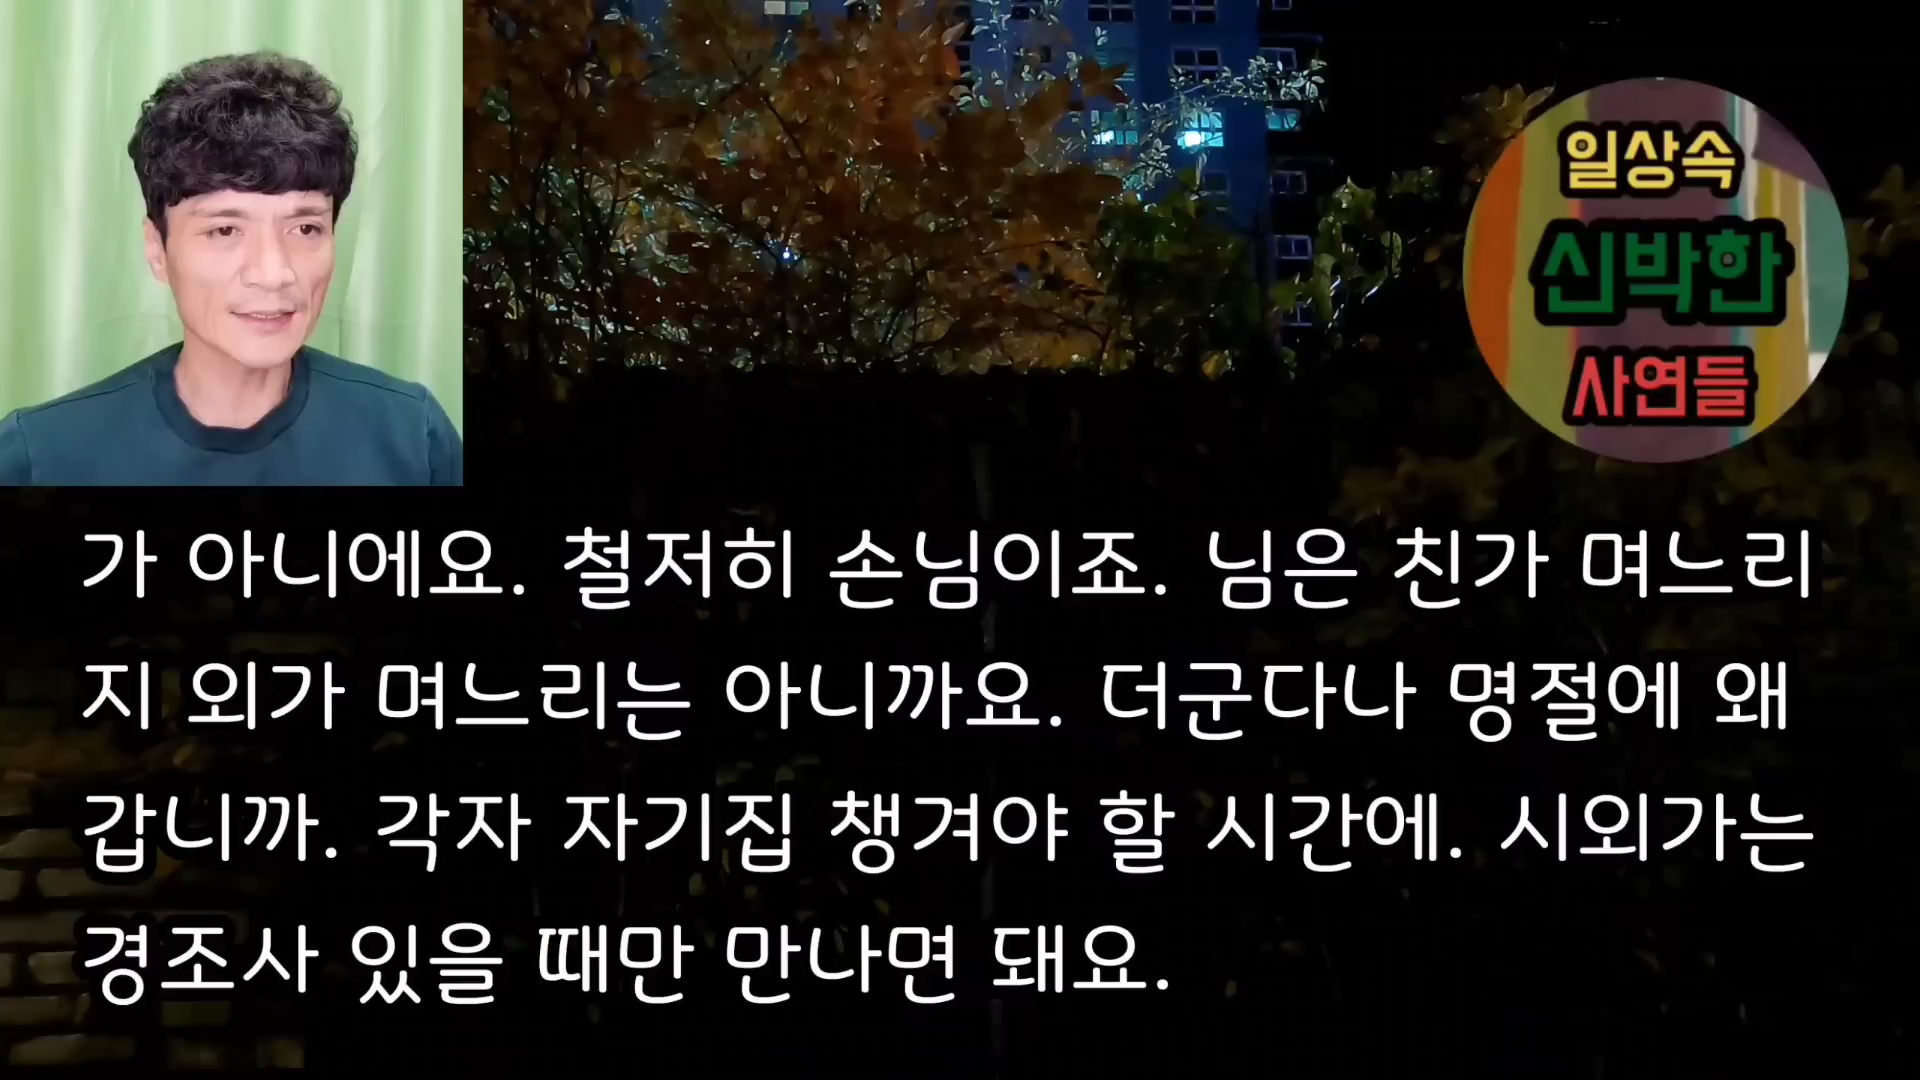 일상속
신박한
사연들
가 아니에요. 철저히 손님이죠. 님은 친가 며느리
지 외가 며느리는 아니까요. 더군다나 명절에 왜
갑니까. 각자 자기집 챙겨야 할 시간에. 시외가는
경조사 있을 때만 만나면 돼요.